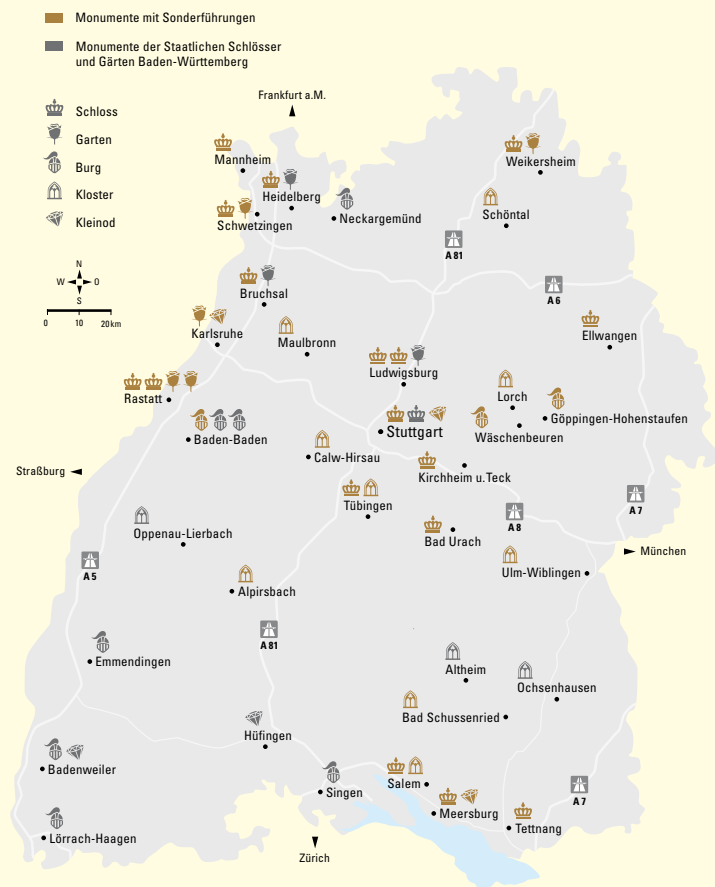 Monumente mit Sonderführungen
Monumente der Staatlichen Schlösser
und Gärten Baden-Württemberg
Schloss
Garten
Burg
Kloster
Kleinod
N
W
O
S
0
10
20km
Frankfurt a.M.
Mannheim
Heidelberg
Schwetzingen
Neckargemünd
Weikersheim
Schöntal
A81
A6
Bruchsal
Karlsruhe
Maulbronn
Ellwangen
Ludwigsburg
Rastatt
Lorch
Göppingen-Hohenstaufen
Stuttgart
Wäschenbeuren
Baden-Baden
Calw-Hirsau
Straßburg
Kirchheim u.Teck
Tübingen
A8
A7
Oppenau-Lierbach
Bad Urach
München
A5
Ulm-Wiblingen
Alpirsbach
A81
Emmendingen
Altheim
Ochsenhausen
Bad Schussenried
Hüfingen
Badenweiler
Singen
Salem
A7
Meersburg
Tettnang
Lörrach-Haagen
Zürich